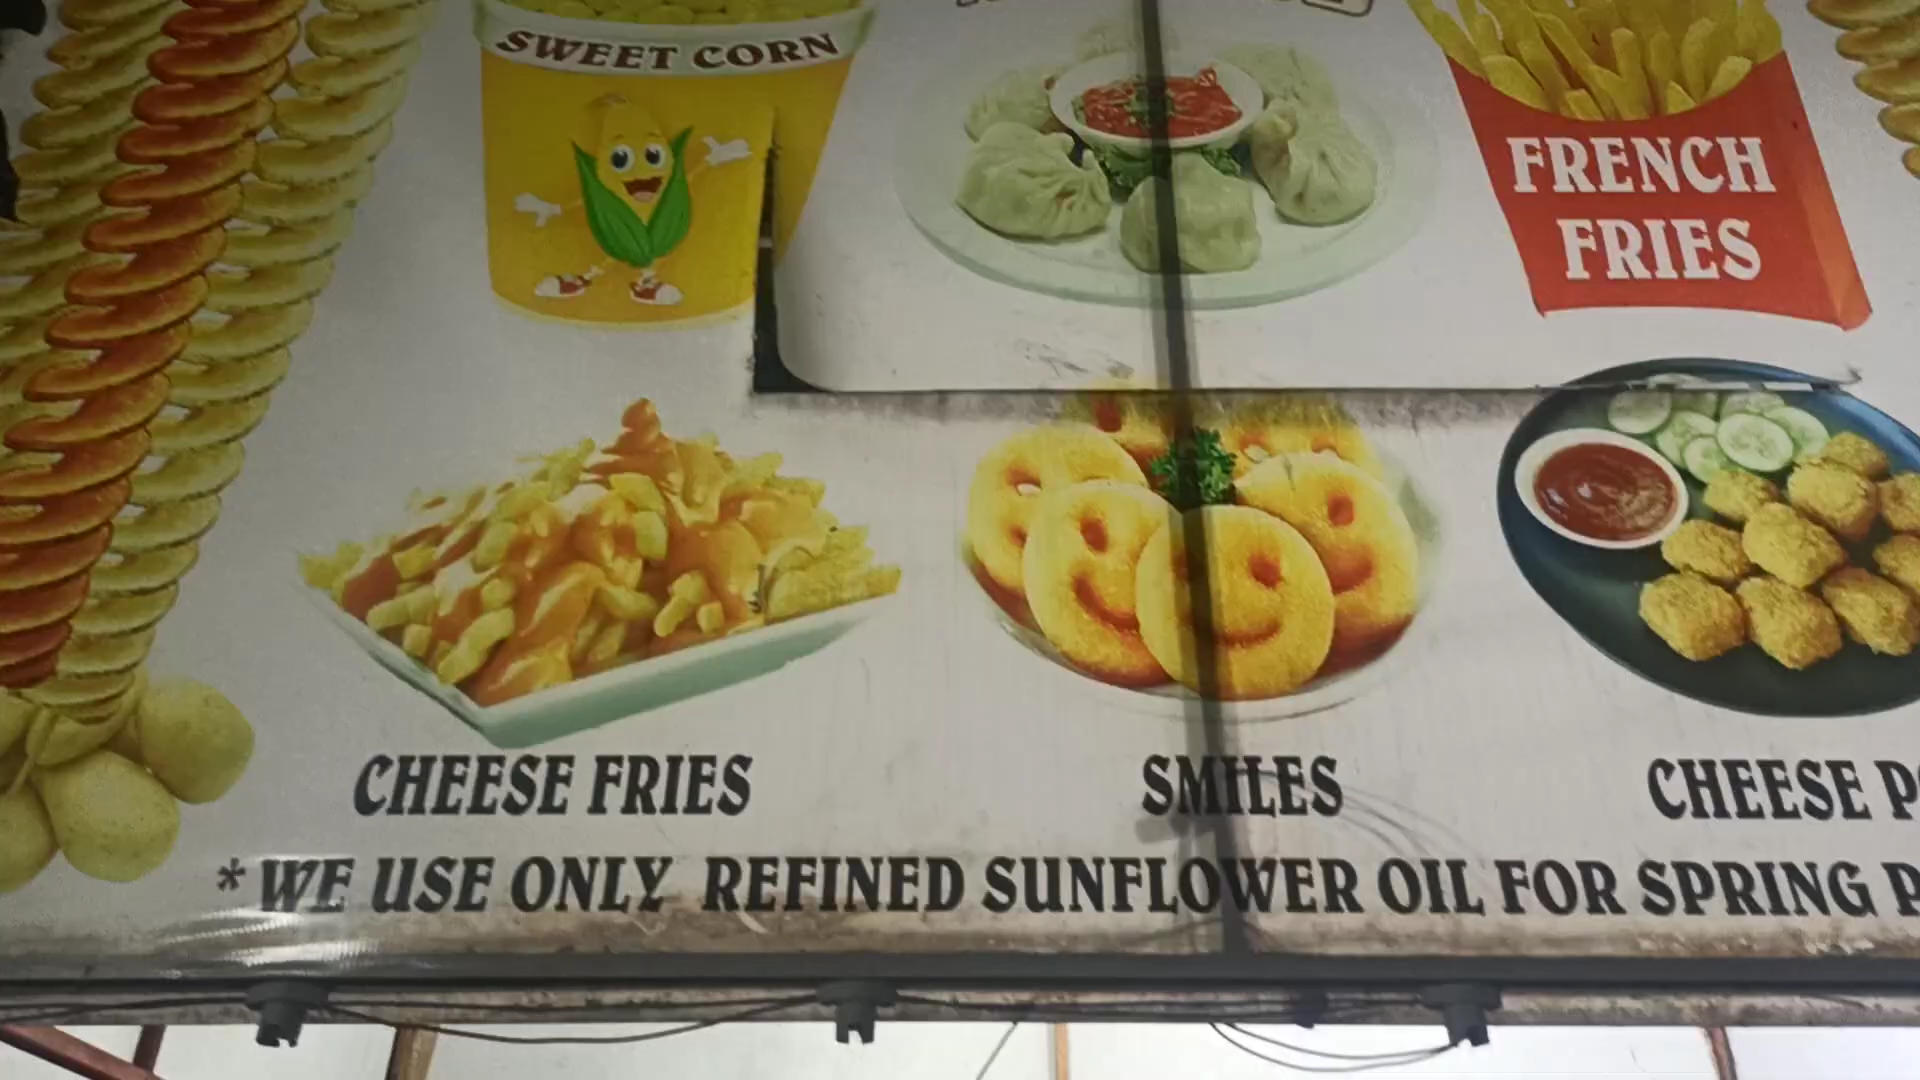 SWEET CORN
FRENCH
FRIES
CHEESE FRIES
SMILES
CHEESE
* WE USE ONLY REFINED SUNFLOWER OIL FOR SPRING